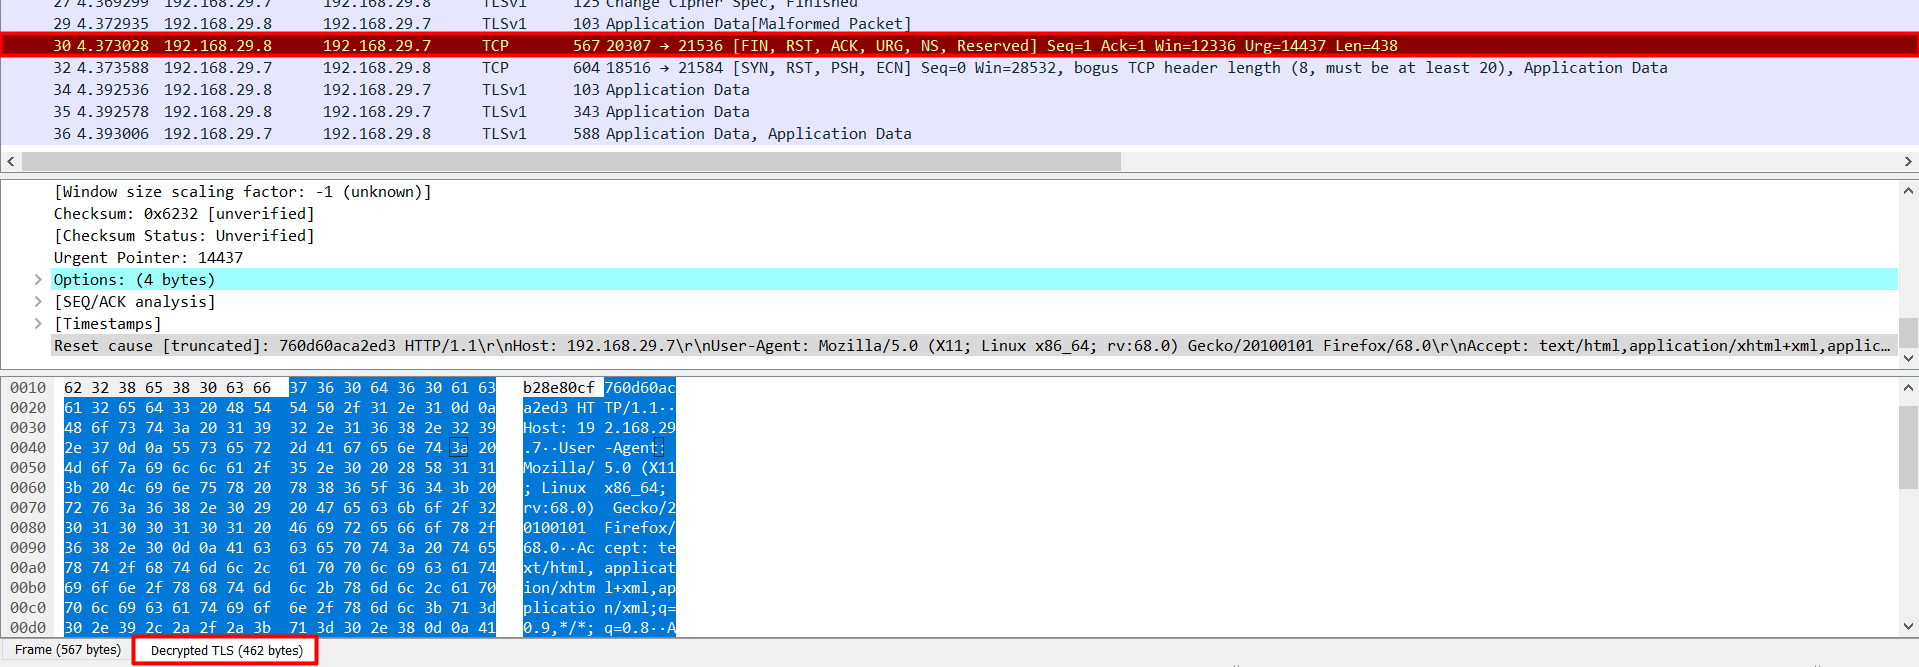 27 4.369299 192.168.29.7 192.168.29.8 TLSv1 125 Change Cipher Spec, Finished
29 4.372935 192.168.29.8 192.168.29.7 TLSv1 103 Application Data[Malformed Packet]
30 4.373028 192.168.29.8 192.168.29.7 TCP 567 20307 → 21536 [FIN, RST, ACK, URG, NS, Reserved] Seq=1 Ack=1 Win=12336 Urg=14437 Len=438
32 4.373588 192.168.29.7 192.168.29.8 TCP 604 18516 → 21584 [SYN, RST, PSH, ECN] Seq=0 Win=28532, bogus TCP header length (8, must be at least 20), Application Data
34 4.392536 192.168.29.8 192.168.29.7 TLSv1 103 Application Data
35 4.392578 192.168.29.8 192.168.29.7 TLSv1 343 Application Data
36 4.393006 192.168.29.7 192.168.29.8 TLSv1 588 Application Data, Application Data
[Window size scaling factor: -1 (unknown)]
Checksum: 0x6232 [unverified]
[Checksum Status: Unverified]
Urgent Pointer: 14437
Options: (4 bytes)
[SEQ/ACK analysis]
[Timestamps]
Reset cause [truncated]: 760d60aca2ed3 HTTP/1.1\r\nHost: 192.168.29.7\r\nUser-Agent: Mozilla/5.0 (X11; Linux x86_64; rv:68.0) Gecko/20100101 Firefox/68.0\r\nAccept: text/html,application/xhtml+xml,applic…
0010 62 32 38 65 38 30 63 66 37 36 30 64 36 30 61 63 b28e80cf 760d60ac
0020 61 32 65 64 33 20 48 54 54 50 2f 31 2e 31 0d 0a a2ed3 HT TP/1.1··
0030 48 6f 73 74 3a 20 31 39 32 2e 31 36 38 2e 32 39 Host: 19 2.168.29
0040 2e 37 0d 0a 55 73 65 72 2d 41 67 65 6e 74 3a 20 .7··User -Agent:
0050 4d 6f 7a 69 6c 6c 61 2f 35 2e 30 20 28 58 31 31 Mozilla/ 5.0 (X11
0060 3b 20 4c 69 6e 75 78 20 78 38 36 5f 36 34 3b 20 ; Linux x86_64;
0070 72 76 3a 36 38 2e 30 29 20 47 65 63 6b 6f 2f 32 rv:68.0) Gecko/2
0080 30 31 30 30 31 30 31 20 46 69 72 65 66 6f 78 2f 0100101 Firefox/
0090 36 38 2e 30 0d 0a 41 63 63 65 70 74 3a 20 74 65 68.0··Ac cept: te
00a0 78 74 2f 68 74 6d 6c 2c 61 70 70 6c 69 63 61 74 xt/html, applicat
00b0 69 6f 6e 2f 78 68 74 6d 6c 2b 78 6d 6c 2c 61 70 ion/xhtm l+xml,ap
00c0 70 6c 69 63 61 74 69 6f 6e 2f 78 6d 6c 3b 71 3d plicatio n/xml;q=
00d0 30 2e 39 2c 2a 2f 2a 3b 71 3d 30 2e 38 0d 0a 41 0.9,*/*; q=0.8··A
Frame (567 bytes) Decrypted TLS (462 bytes)